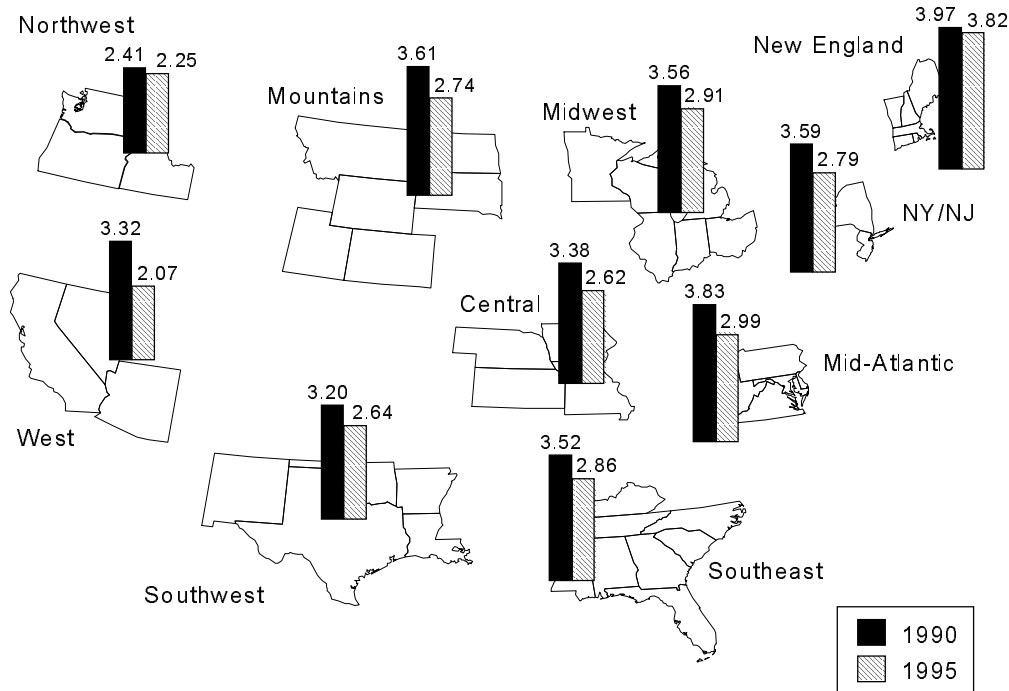 Northwest
2.41 2.25
Mountains
3.61 2.74
Midwest
3.56 2.91
New England
3.97 3.82
NY/NJ
3.59 2.79
West
3.32 2.07
Central
3.38 2.62
Mid-Atlantic
3.83 2.99
Southwest
3.20 2.64
Southeast
3.52 2.86
1990
1995